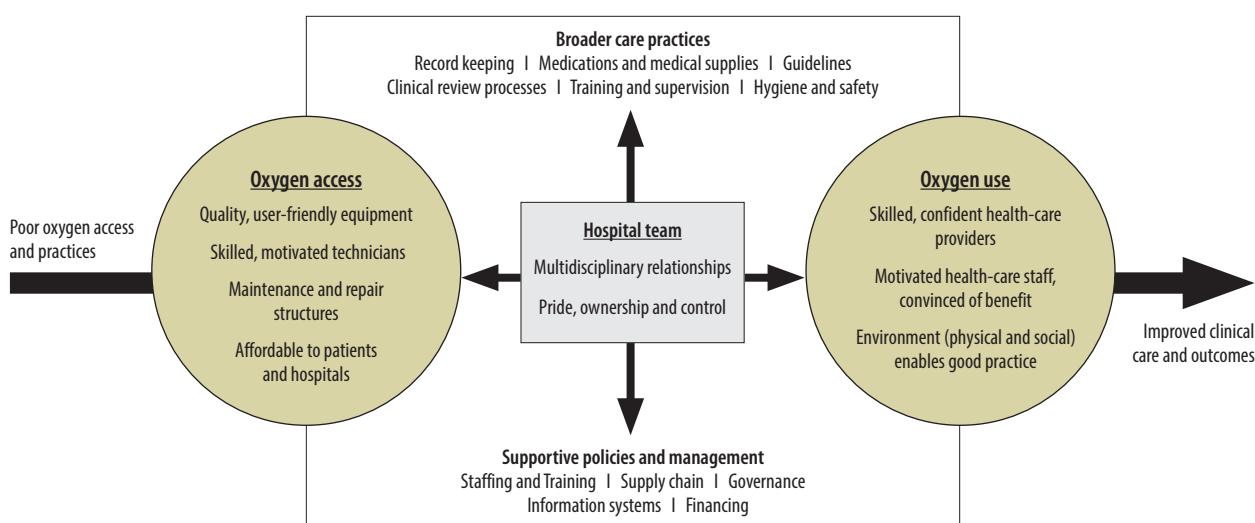 Broader care practices
Record keeping I Medications and medical supplies I Guidelines
Clinical review processes I Training and supervision I Hygiene and safety
Poor oxygen access
and practices
Oxygen access
Quality, user-friendly equipment
Skilled, motivated technicians
Maintenance and repair
structures
Affordable to patients
and hospitals
Hospital team
Multidisciplinary relationships
Pride, ownership and control
Oxygen use
Skilled, confident health-care
providers
Motivated health-care staff,
convinced of benefit
Environment (physical and social)
enables good practice
Improved clinical
care and outcomes
Supportive policies and management
Staffing and Training I Supply chain I Governance
Information systems I Financing